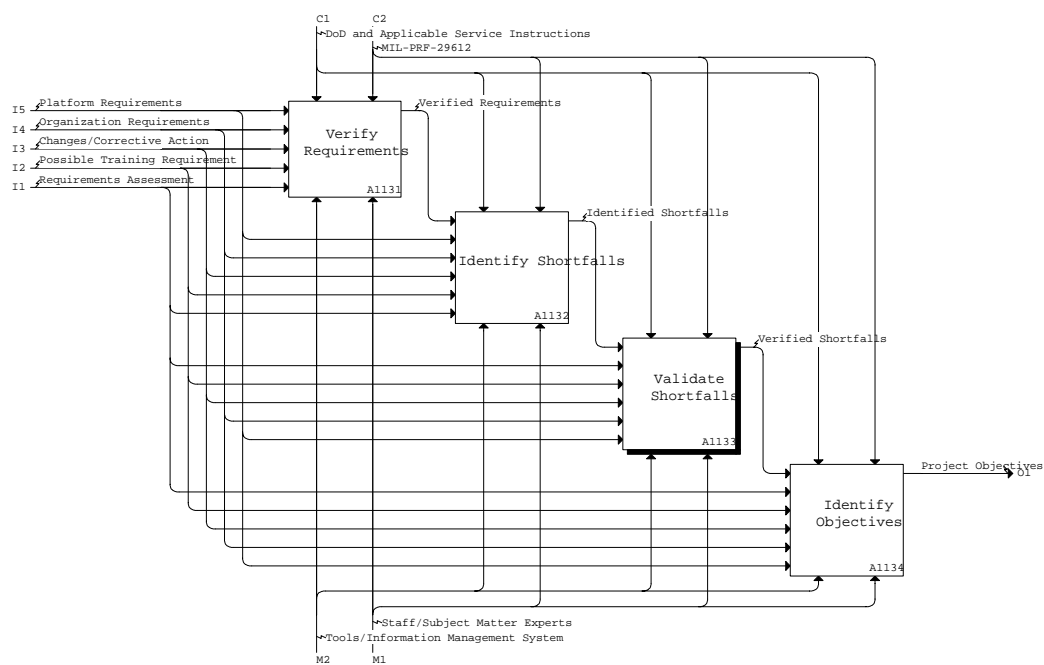 C1 C2
DoD and Applicable Service Instructions
MIL-PRF-29612
I5 Platform Requirements
Verified Requirements
I4 Organization Requirements
Verify
Requirements
I3 Changes/Corrective Action
I2 Possible Training Requirement
I1 Requirements Assessment
A1131
Identified Shortfalls
Identify Shortfalls
A1132
Verified Shortfalls
Validate
Shortfalls
A1133
Project Objectives
O1
Identify
Objectives
A1134
Staff/Subject Matter Experts
Tools/Information Management System
M2 M1